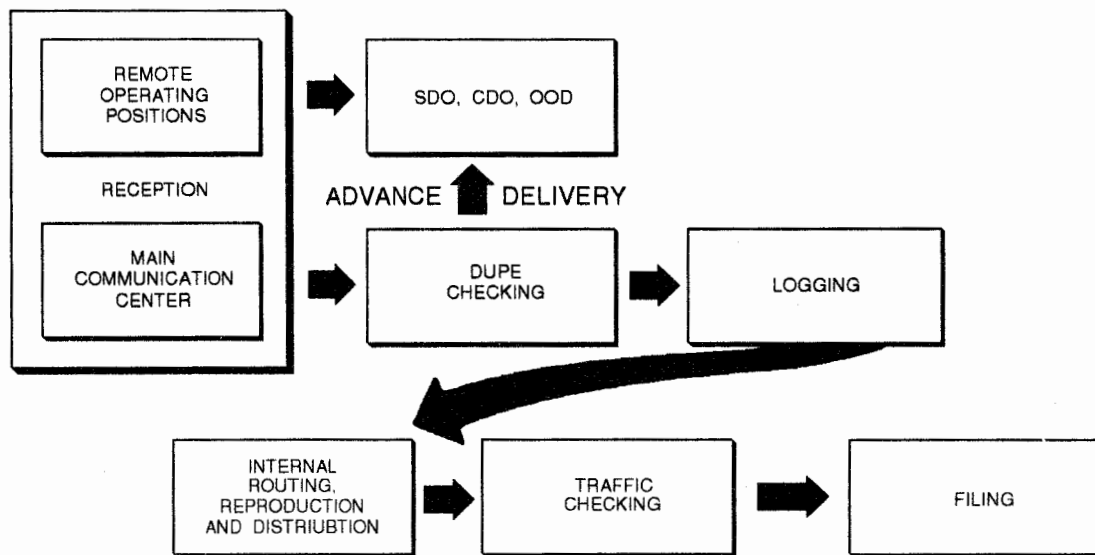 REMOTE
OPERATING
POSITIONS
SDO, CDO, OOD
RECEPTION
ADVANCE DELIVERY
MAIN
COMMUNICATION
CENTER
DUPE
CHECKING
LOGGING
INTERNAL
ROUTING,
REPRODUCTION
AND DISTRIUBTION
TRAFFIC
CHECKING
FILING